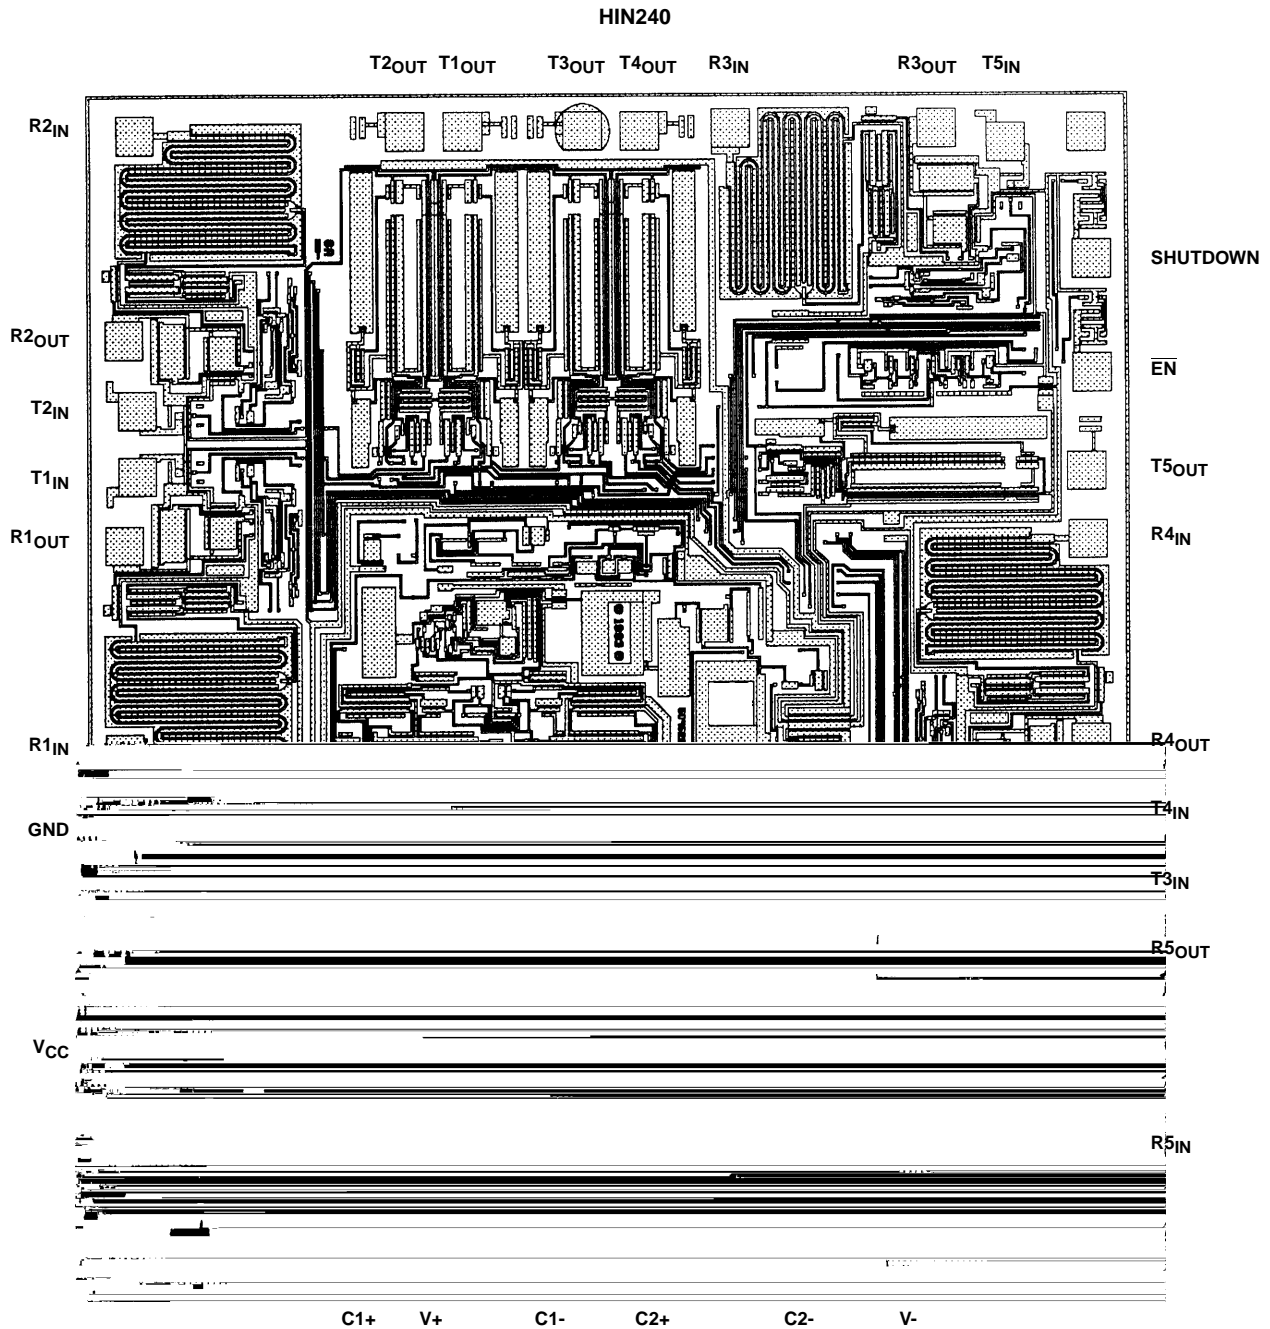 HIN240
T2OUT T1OUT T3OUT T4OUT R3IN R3OUT T5IN
R2IN
SHUTDOWN
R2OUT
EN
T2IN
T5OUT
T1IN
R4IN
R1OUT
R1IN
R4OUT
T4IN
GND
T3IN
R5OUT
VCC
R5IN
C1+ V+ C1- C2+ C2- V-